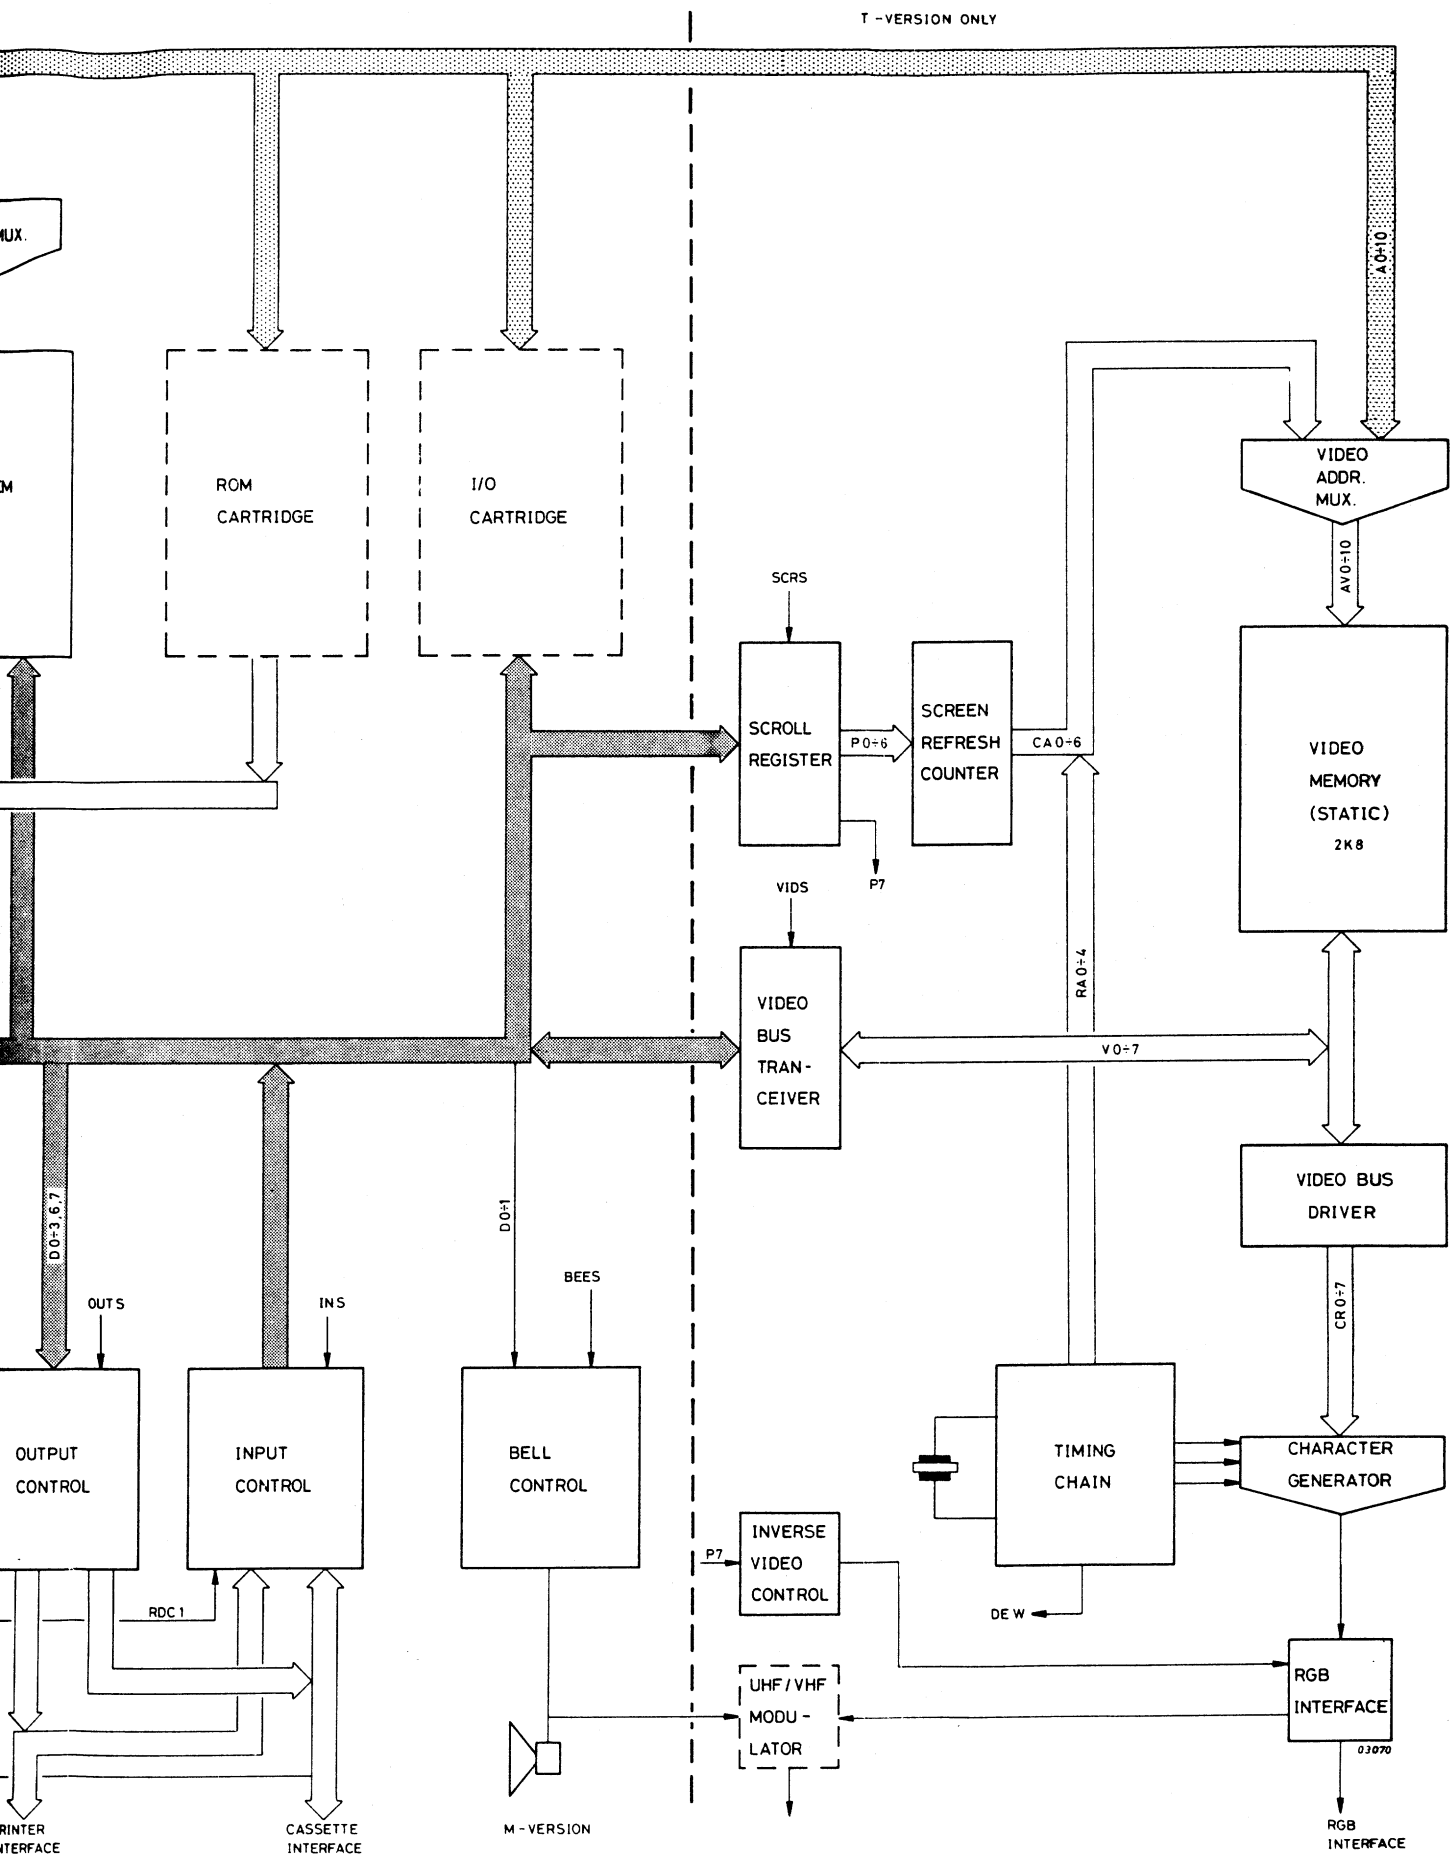 T-VERSION ONLY
MUX.
A0÷10
VIDEO
ADDR.
MUX.
ROM
CARTRIDGE
I/O
CARTRIDGE
AV0÷10
SCRS
SCROLL
REGISTER
P0÷6
SCREEN
REFRESH
COUNTER
CA0÷6
VIDEO
MEMORY
(STATIC)
2K8
P7
VIDS
VIDEO
BUS
TRAN-
CEIVER
RA0÷4
V0÷7
D0÷3,6,7
D0÷1
VIDEO BUS
DRIVER
OUTS
INS
BEES
CR0÷7
OUTPUT
CONTROL
INPUT
CONTROL
BELL
CONTROL
TIMING
CHAIN
CHARACTER
GENERATOR
P7
INVERSE
VIDEO
CONTROL
RDC1
DEW
UHF/VHF
MODU-
LATOR
RGB
INTERFACE
03070
RINTER
NTERFACE
CASSETTE
INTERFACE
M-VERSION
RGB
INTERFACE